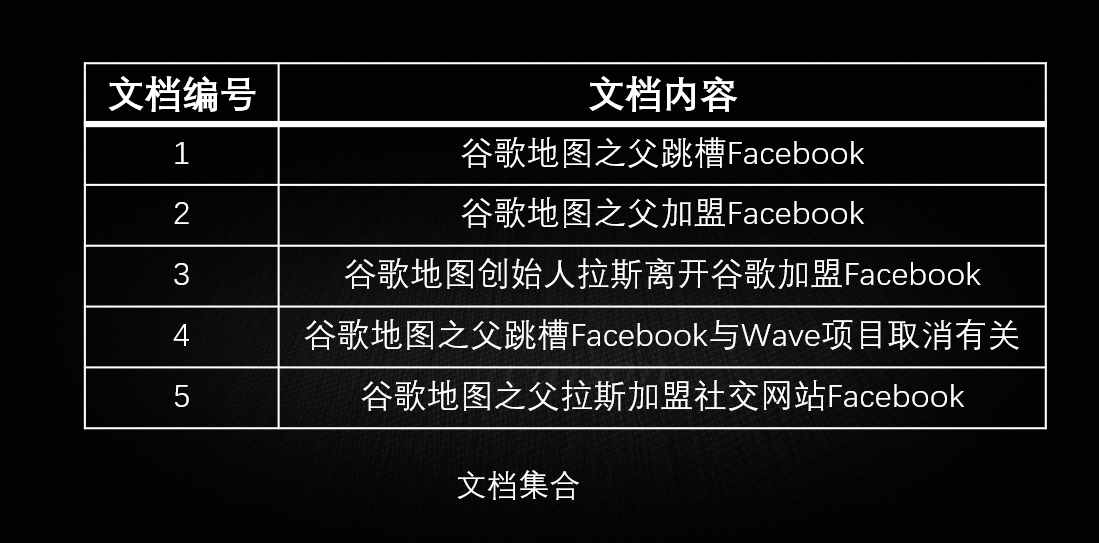 文档编号 文档内容
1 谷歌地图之父跳槽Facebook
2 谷歌地图之父加盟Facebook
3 谷歌地图创始人拉斯离开谷歌加盟Facebook
4 谷歌地图之父跳槽Facebook与Wave项目取消有关
5 谷歌地图之父拉斯加盟社交网站Facebook
文档集合